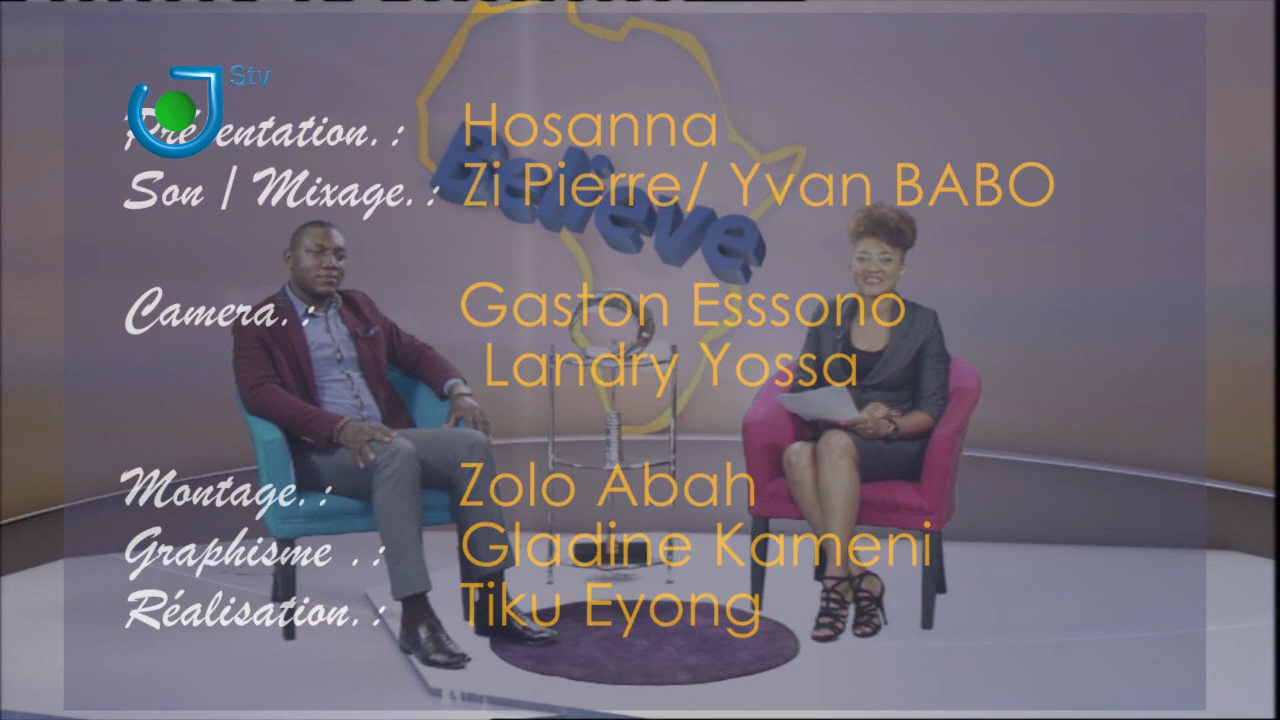 Stv
Présentation. : Hosanna
Son / Mixage. : Zi Pierre/ Yvan BABO
Believe
Camera. : Gaston Esssono
Landry Yossa
Montage. : Zolo Abah
Graphisme . : Gladine Kameni
Réalisation. : Tiku Eyong